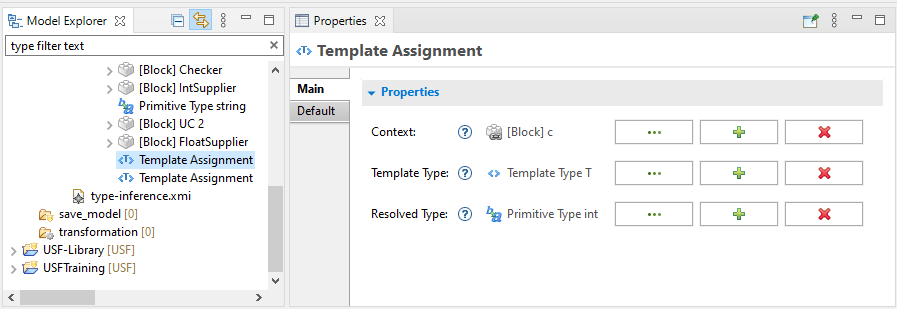 Model Explorer
type filter text
[Block] Checker
[Block] IntSupplier
Primitive Type string
[Block] UC 2
[Block] FloatSupplier
Template Assignment
Template Assignment
type-inference.xmi
save_model [0]
transformation [0]
USF-Library [USF]
USFTraining [USF]
Properties
Template Assignment
Main
Default
Properties
Context: [Block] c
Template Type: Template Type T
Resolved Type: Primitive Type int